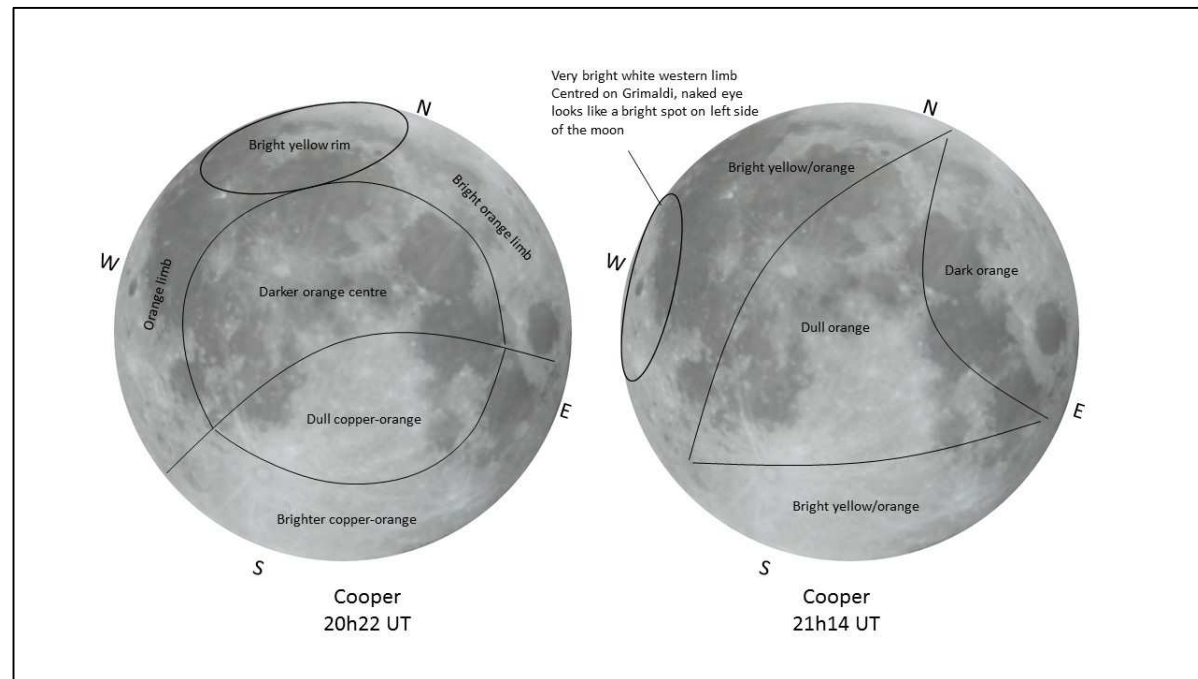 N
Bright yellow rim
Bright orange limb
W
Orange limb
Darker orange centre
Dull copper-orange
E
Brighter copper-orange
S
Cooper
20h22 UT
Very bright white western limb
Centred on Grimaldi, naked eye
looks like a bright spot on left side
of the moon
N
Bright yellow/orange
W
Dark orange
Dull orange
E
Bright yellow/orange
S
Cooper
21h14 UT